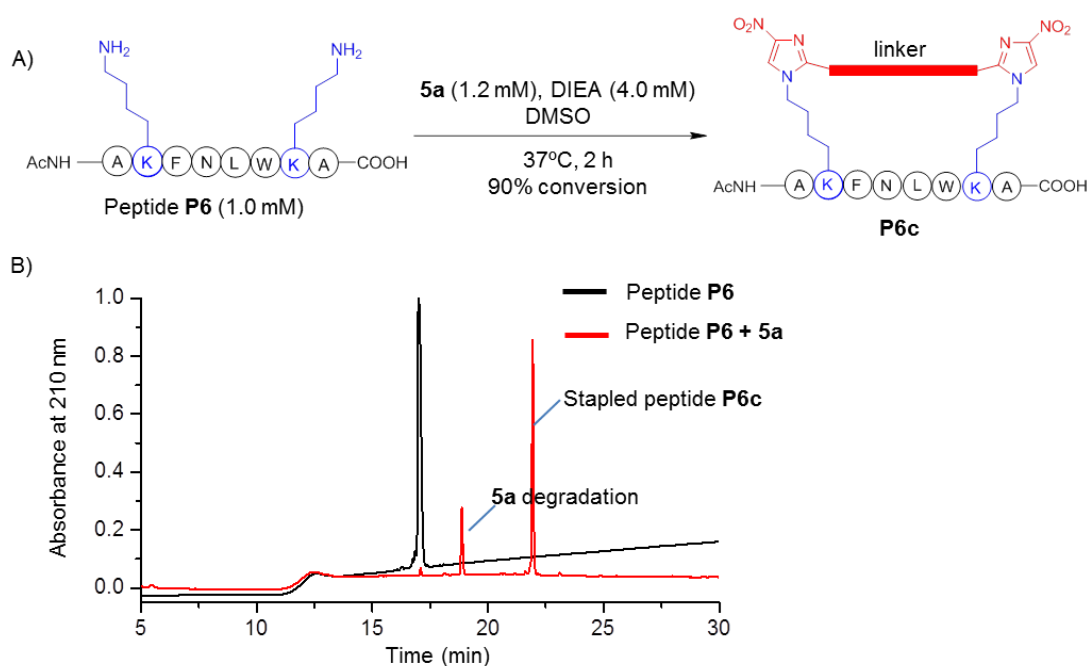 A)
NH₂
NH₂
AcNH
A K F N L W K A
COOH
Peptide P6 (1.0 mM)
5a (1.2 mM), DIEA (4.0 mM)
DMSO
37°C, 2 h
90% conversion
O₂N
N
N
linker
N
N
NO₂
AcNH
A K F N L W K A
COOH
P6c
B)
Absorbance at 210 nm
1.0
0.8
0.6
0.4
0.2
0.0
Peptide P6
Peptide P6 + 5a
Stapled peptide P6c
5a degradation
5
10
15
20
25
30
Time (min)